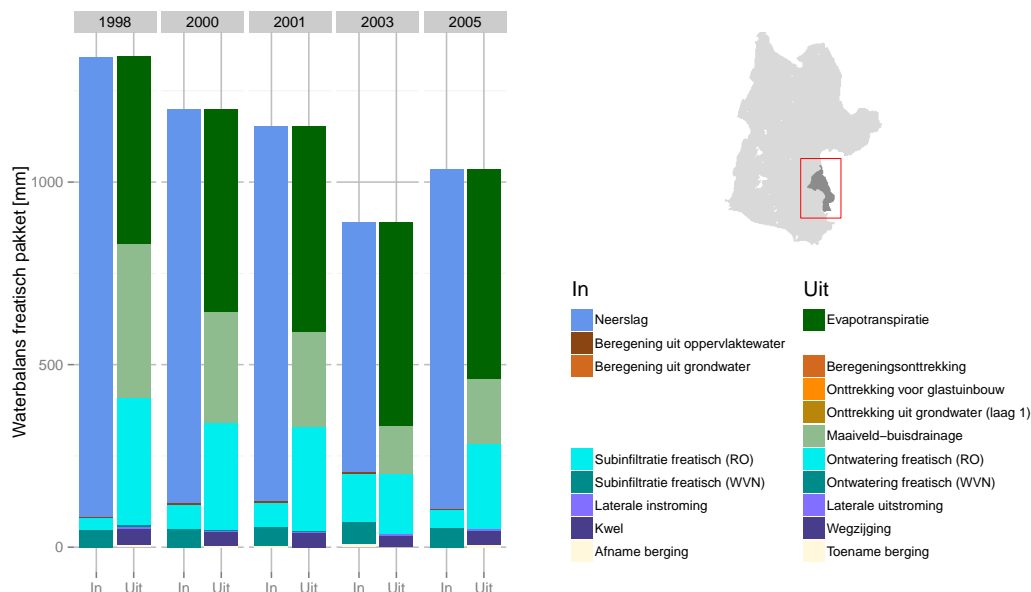 1998 2000 2001 2003 2005
Waterbalans freatisch pakket [mm]
1000
500
0
In Uit In Uit In Uit In Uit In Uit
In
Neerslag
Beregening uit oppervlaktewater
Beregening uit grondwater
Subinfiltratie freatisch (RO)
Subinfiltratie freatisch (WVN)
Laterale instroming
Kwel
Afname berging
Uit
Evapotranspiratie
Beregeningsonttrekking
Onttrekking voor glastuinbouw
Onttrekking uit grondwater (laag 1)
Maaiveld−buisdrainage
Ontwatering freatisch (RO)
Ontwatering freatisch (WVN)
Laterale uitstroming
Wegzijging
Toename berging